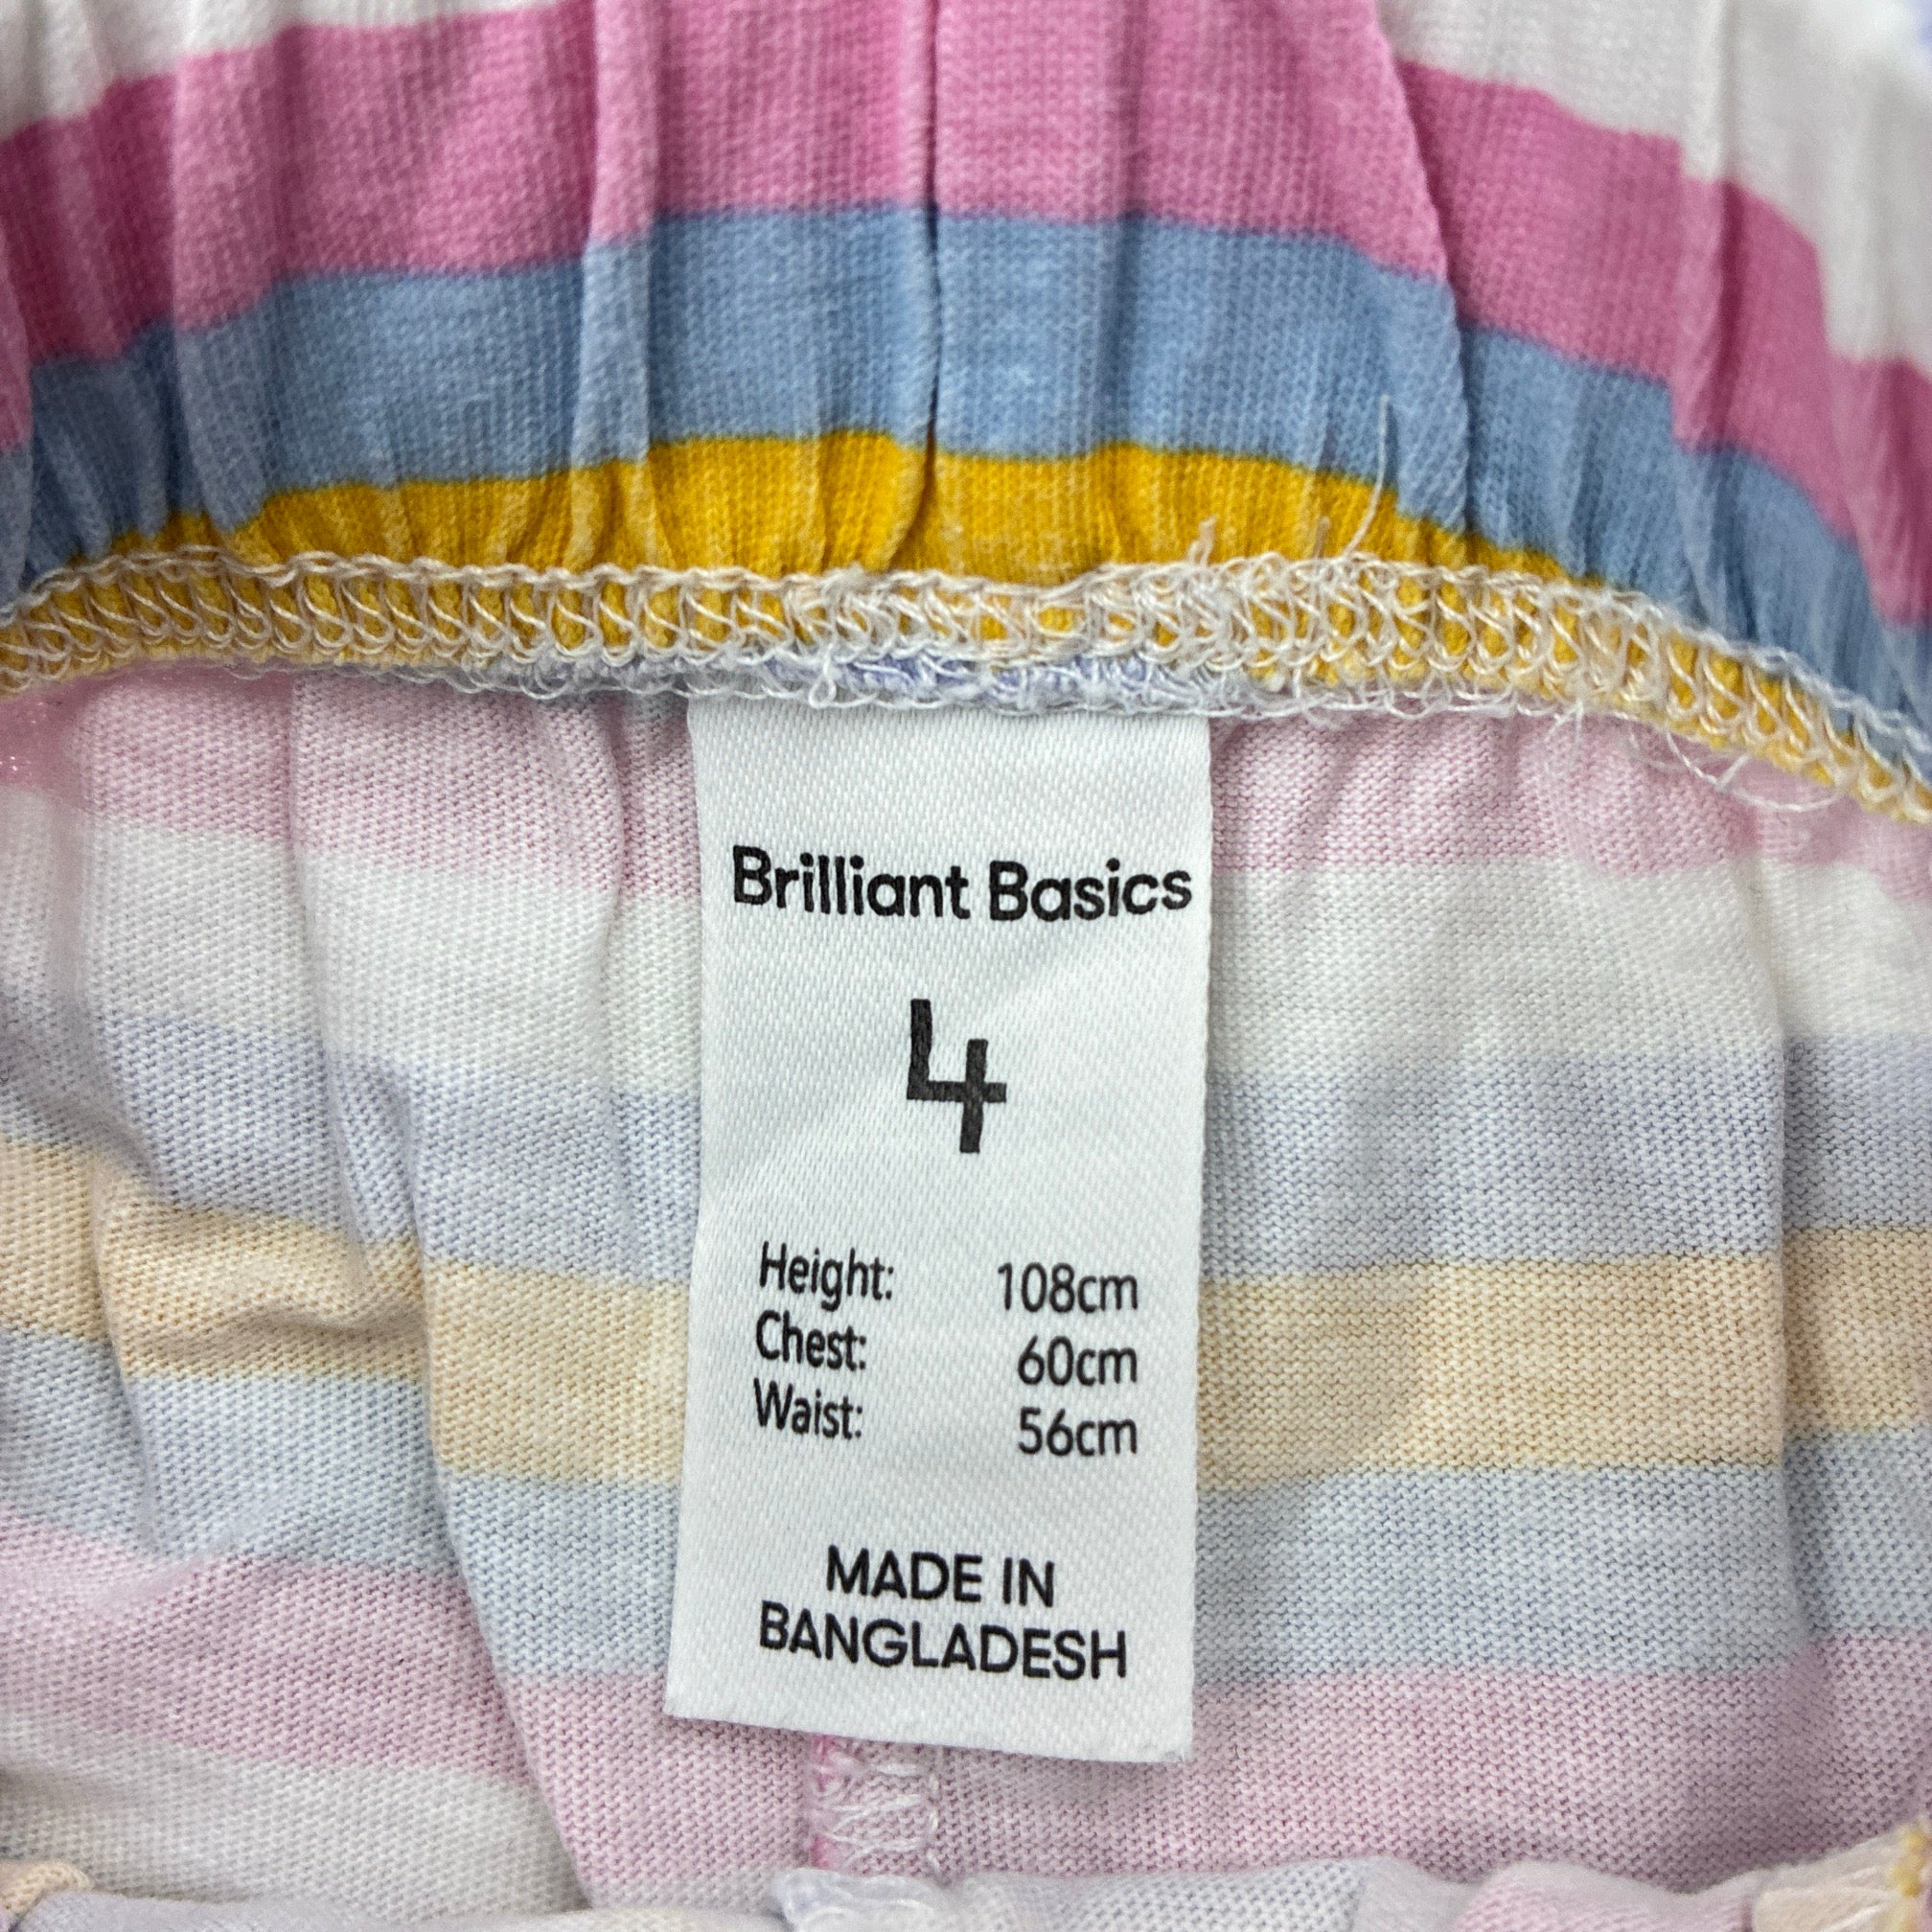 Brilliant Basics
4
Height: 108cm
Chest: 60cm
Waist: 56cm
MADE IN
BANGLADESH